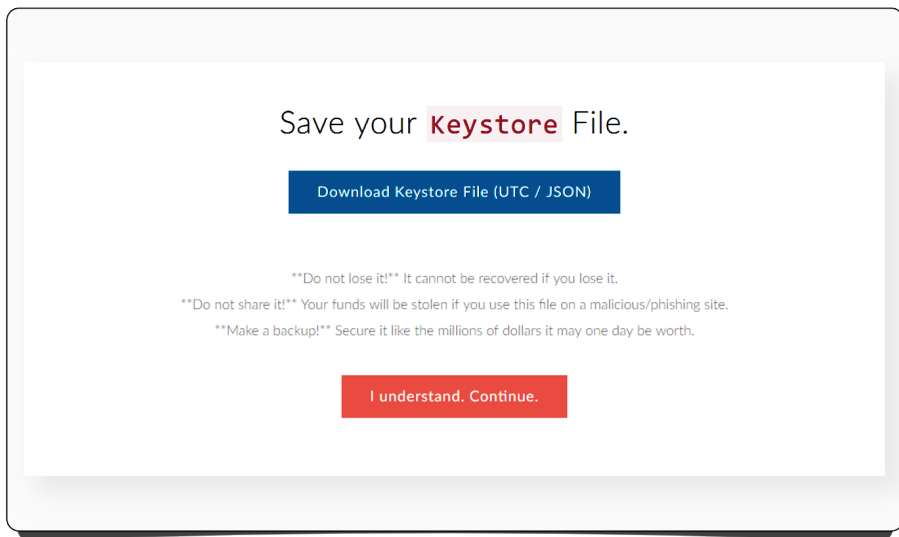 Save your Keystore File.
Download Keystore File (UTC / JSON)
**Do not lose it!** It cannot be recovered if you lose it.
**Do not share it!** Your funds will be stolen if you use this file on a malicious/phishing site.
**Make a backup!** Secure it like the millions of dollars it may one day be worth.
I understand. Continue.